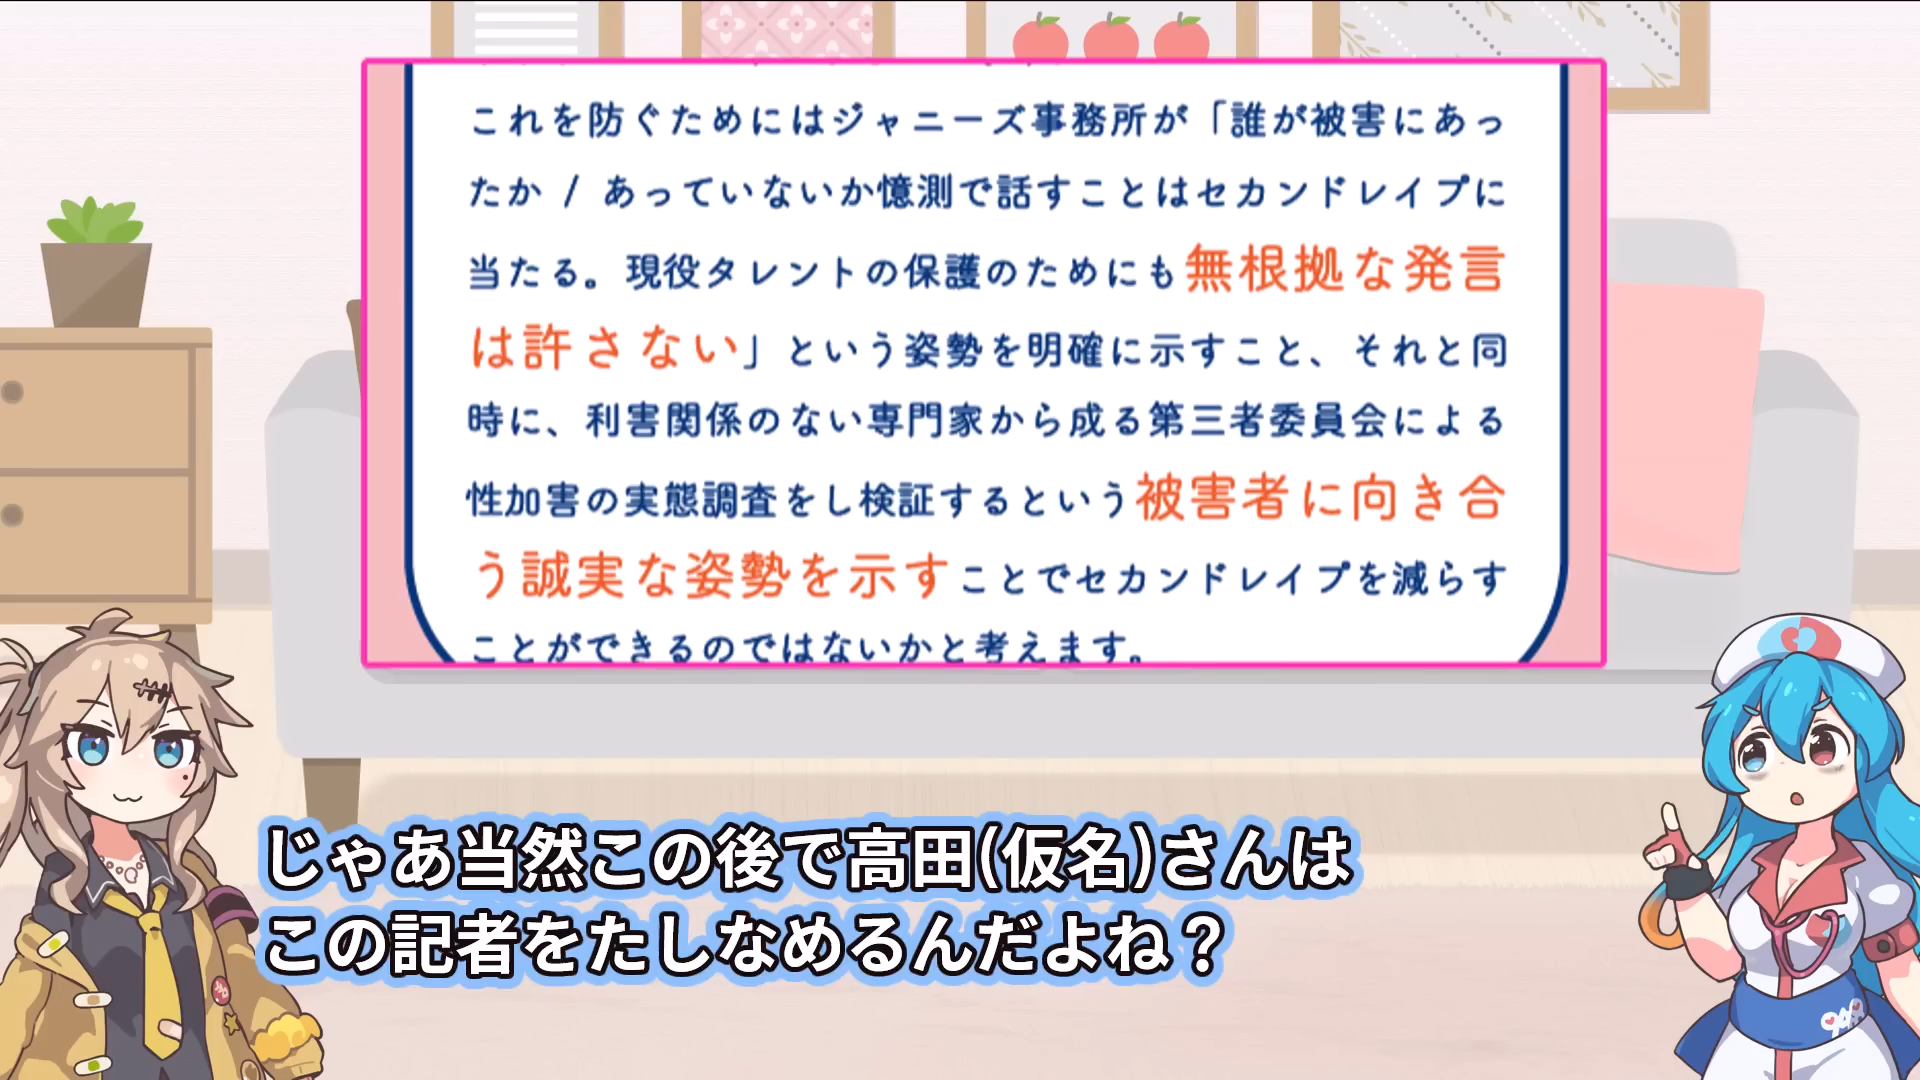 これを防ぐためにはジャニーズ事務所が「誰が被害にあっ
たか / あっていないか憶測で話すことはセカンドレイプに
当たる。現役タレントの保護のためにも無根拠な発言
は許さない」という姿勢を明確に示すこと、それと同
時に、利害関係のない専門家から成る第三者委員会による
性加害の実態調査をし検証するという被害者に向き合
う誠実な姿勢を示すことでセカンドレイプを減らす
ことができるのではないかと考えます。
じゃあ当然この後で高田(仮名)さんは
この記者をたしなめるんだよね？